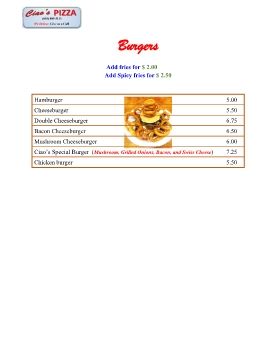 Ciao's PIZZA
Burgers
Add fries for $ 2.00
Add Spicy fries for $ 2.50
Hamburger 5.00
Cheeseburger 5.50
Double Cheeseburger 6.75
Bacon Cheeseburger 6.50
Mushroom Cheeseburger 6.00
Ciao's Special Burger (Mushroom, Grilled Onions, Bacon, and Swiss Cheese) 7.25
Chicken burger 5.50